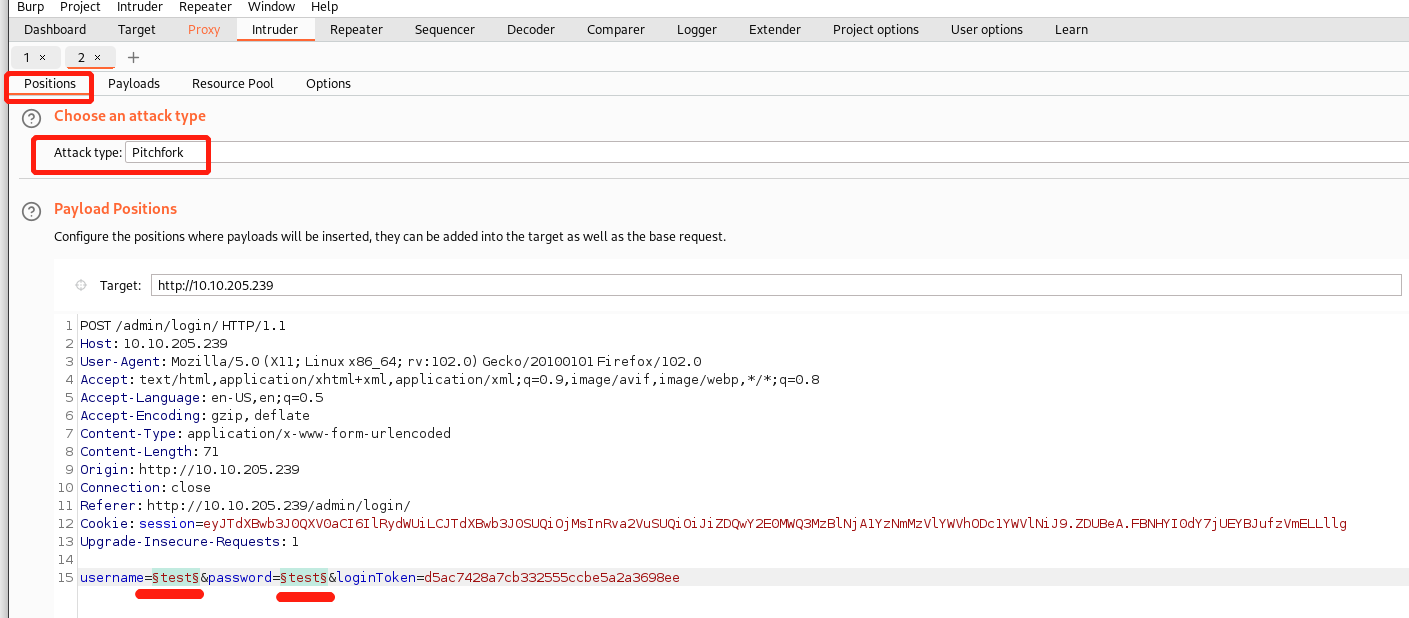 Burp Project Intruder Repeater Window Help
Dashboard Target Proxy Intruder Repeater Sequencer Decoder Comparer Logger Extender Project options User options Learn
1 × 2 × +
Positions Payloads Resource Pool Options
? Choose an attack type
Attack type: Pitchfork
? Payload Positions
Configure the positions where payloads will be inserted, they can be added into the target as well as the base request.
Target: http://10.10.205.239
1 POST /admin/login/ HTTP/1.1
2 Host: 10.10.205.239
3 User-Agent: Mozilla/5.0 (X11; Linux x86_64; rv:102.0) Gecko/20100101 Firefox/102.0
4 Accept: text/html,application/xhtml+xml,application/xml;q=0.9,image/avif,image/webp,*/*;q=0.8
5 Accept-Language: en-US,en;q=0.5
6 Accept-Encoding: gzip, deflate
7 Content-Type: application/x-www-form-urlencoded
8 Content-Length: 71
9 Origin: http://10.10.205.239
10 Connection: close
11 Referer: http://10.10.205.239/admin/login/
12 Cookie: session=
13 Upgrade-Insecure-Requests: 1
14
15 username=§test§&password=§test§&loginToken=d5ac7428a7cb332555ccbe5a2a3698ee